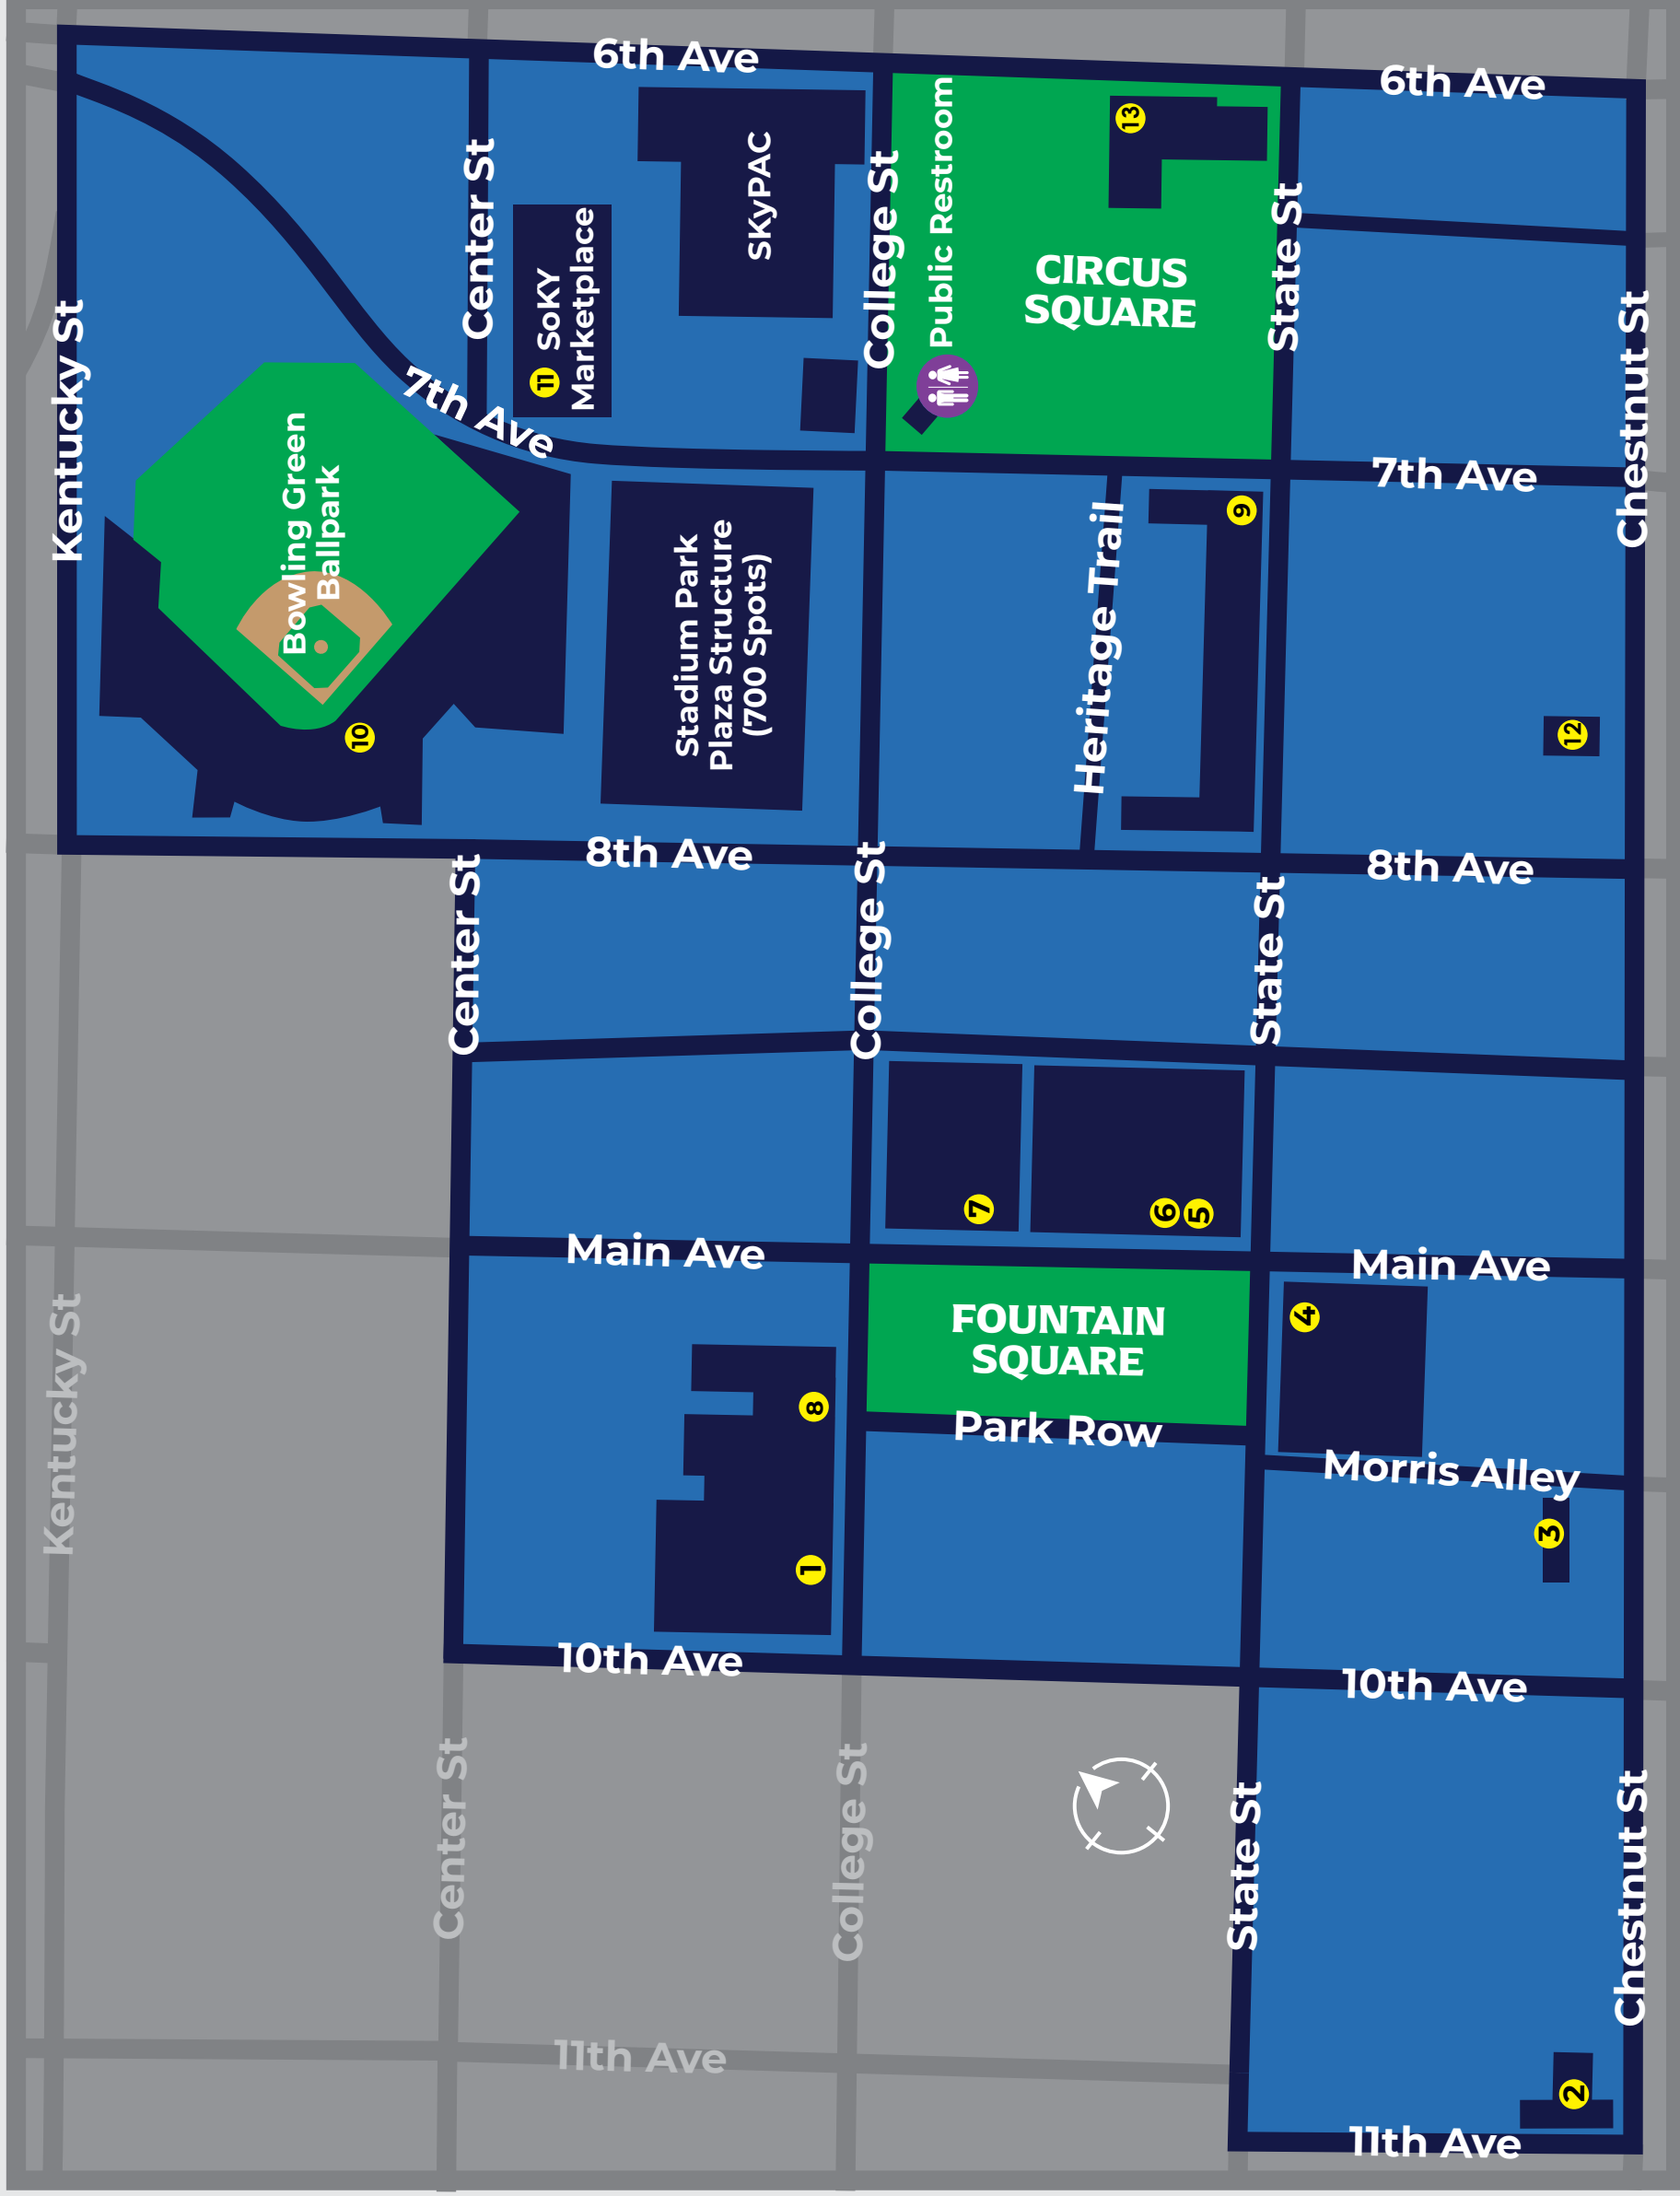 6th Ave
6th Ave
13
Public Restroom
Center St
SKyPAC
College St
State St
CIRCUS
SQUARE
11 SoKY
Marketplace
Kentucky St
Chestnut St
7th Ave
7th Ave
Bowling Green
Ballpark
9
Heritage Trail
Stadium Park
Plaza Structure
(700 Spots)
10
12
8th Ave
8th Ave
Center St
College St
State St
7
6
5
Main Ave
Main Ave
4
FOUNTAIN
SQUARE
Kentucky St
8
Park Row
Morris Alley
3
1
10th Ave
10th Ave
Center St
College St
State St
Chestnut St
11th Ave
2
11th Ave